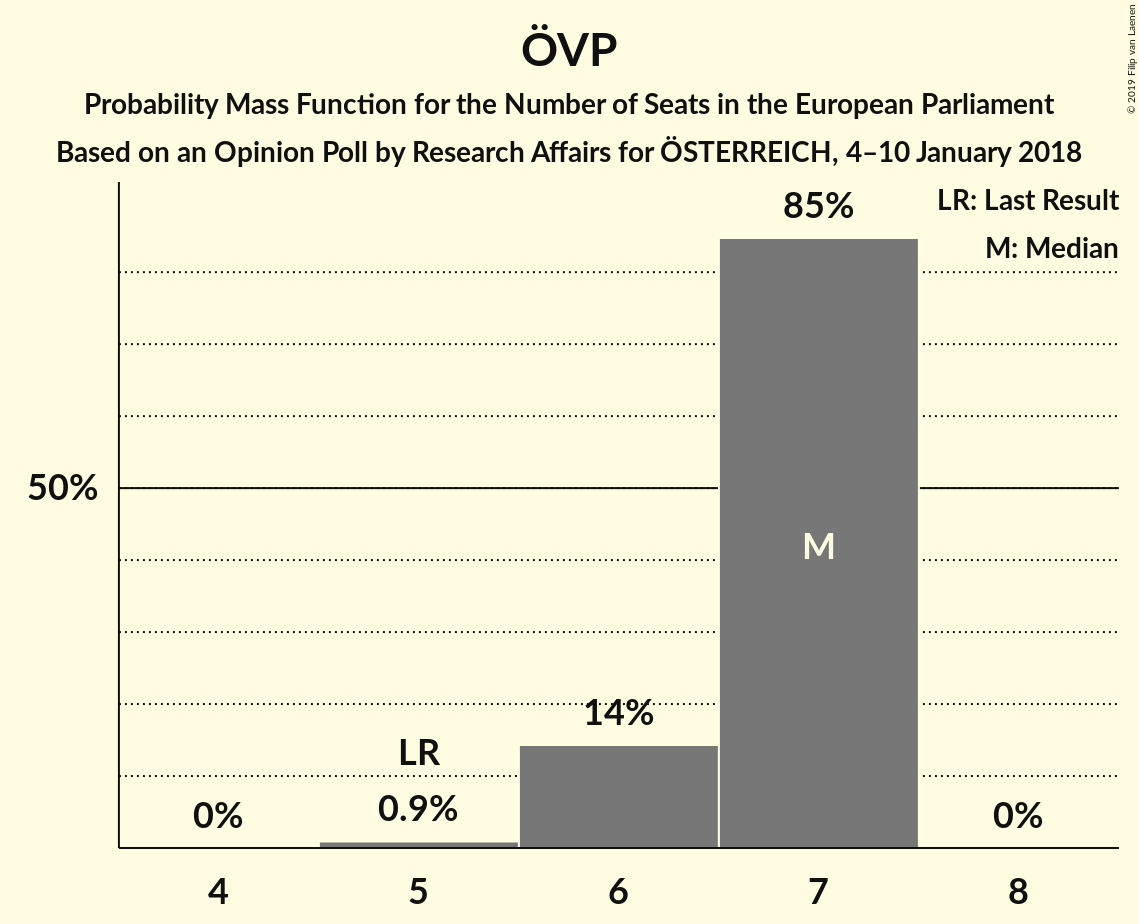 ÖVP
Probability Mass Function for the Number of Seats in the European Parliament
Based on an Opinion Poll by Research Affairs for ÖSTERREICH, 4–10 January 2018
© 2019 Filip van Laenen
LR: Last Result
M: Median
85%
50%
M
14%
LR
0.9%
0%
0%
4
5
6
7
8